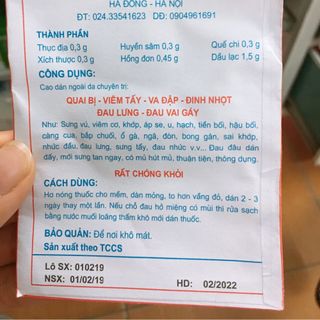 HÀ ĐÔNG - HÀ NỘI
ĐT: 024.33541623 DĐ: 0904961691
THÀNH PHẦN
Thục địa 0,3 g Huyền sâm 0,3 g Quế chi 0,3 g
Xích thược 0,3 g Hồng đơn 0,45 g Dầu lạc 1,5 g
CÔNG DỤNG:
Cao dán ngoài da chuyên trị:
QUAI BỊ - VIÊM TẤY - VA ĐẬP - ĐINH NHỌT
ĐAU LƯNG - ĐAU VAI GÁY
Như: Sưng vú, viêm cơ, khớp, áp se, u, hạch, tiền bối, hậu bối,
càng cua, bắp chuối, ổ gà, ngã, đòn, bong gân, sai khớp,
nhức đầu, đau lưng, sưng tấy, đau nhức v.v... Đau đâu dán
đấy, mới sưng tan ngay, có mủ hút mủ, thuận tiện, thông dụng.
RẤT CHÓNG KHỎI
CÁCH DÙNG:
Hơ nóng thuốc cho mềm, dán mỏng, to hơn vầng đỏ, dán 2 - 3
ngày thay một lần. Nếu chỗ đau hở miệng có mùi thì rửa sạch
bằng nước muối loãng thấm khô mới dán thuốc.
BẢO QUẢN: Để nơi khô mát.
Sản xuất theo TCCS
Lô SX: 010219
NSX: 01/02/19 HD: 02/2022